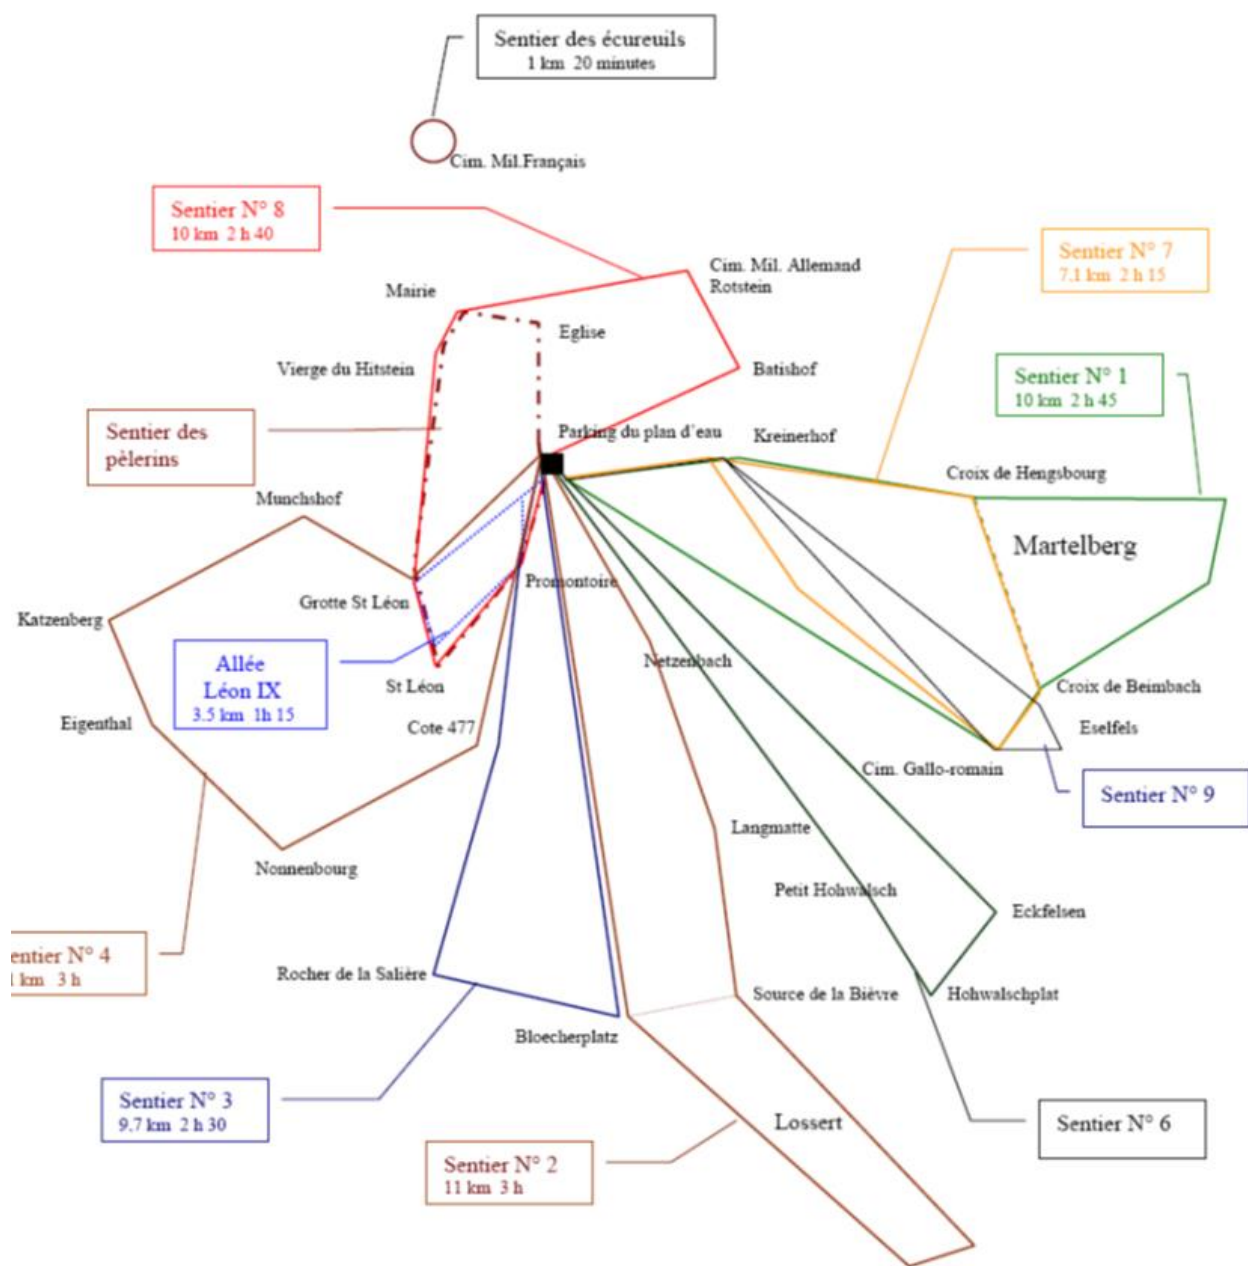 Sentier des écureuils
1 km 20 minutes
Cim. Mil.Français
Sentier N° 8
10 km 2 h 40
Cim. Mil. Allemand
Rotstein
Sentier N° 7
7.1 km 2 h 15
Mairie
Eglise
Vierge du Hitstein
Batishof
Sentier N° 1
10 km 2 h 45
Sentier des
pèlerins
Parking du plan d'eau
Kreinerhof
Croix de Hengsbourg
Munchshof
Martelberg
Grotte St Léon
Promontoire
Katzenberg
Allée
Léon IX
3.5 km 1h 15
Netzenbach
St Léon
Croix de Beimbach
Eigenthal
Cote 477
Eselfels
Cim. Gallo-romain
Sentier N° 9
Langmatte
Nonnenbourg
Petit Hohwalsch
Eckfelsen
entier N° 4
1 km 3 h
Rocher de la Salière
Source de la Bièvre
Hohwalschplat
Bloecherplatz
Sentier N° 3
9.7 km 2 h 30
Lossert
Sentier N° 6
Sentier N° 2
11 km 3 h